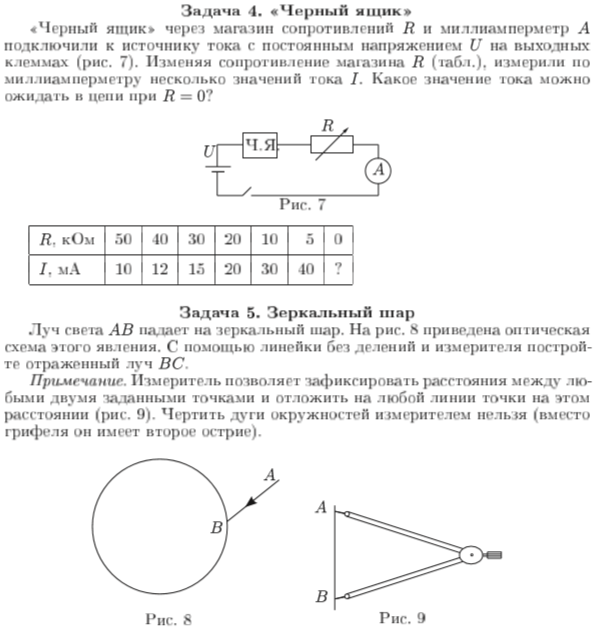 Задача 4. «Черный ящик»
«Черный ящик» через магазин сопротивлений R и миллиамперметр A
подключили к источнику тока с постоянным напряжением U на выходных
клеммах (рис. 7). Изменяя сопротивление магазина R (табл.), измерили по
миллиамперметру несколько значений тока I. Какое значение тока можно
ожидать в цепи при R = 0?
R
U
Ч.Я.
A
Рис. 7
R, кОм 50 40 30 20 10 5 0
I, мА 10 12 15 20 30 40 ?
Задача 5. Зеркальный шар
Луч света AB падает на зеркальный шар. На рис. 8 приведена оптическая
схема этого явления. С помощью линейки без делений и измерителя построй-
те отраженный луч BC.
Примечание. Измеритель позволяет зафиксировать расстояния между лю-
быми двумя заданными точками и отложить на любой линии точки на этом
расстоянии (рис. 9). Чертить дуги окружностей измерителем нельзя (вместо
грифеля он имеет второе острие).
A
B
Рис. 8
A
B
Рис. 9